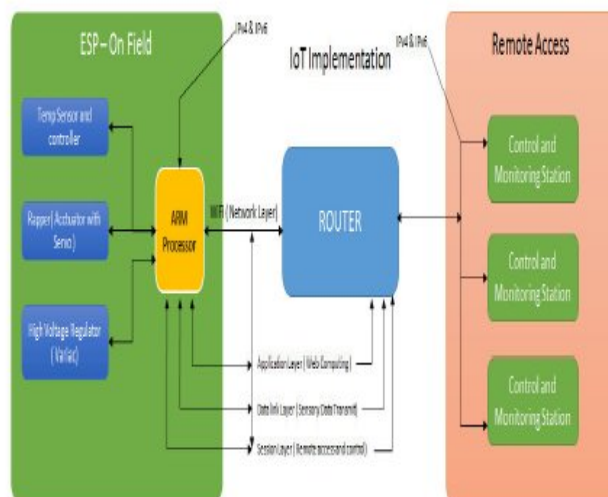 ESP – On Field
IPv4 & IPv6
IoT Implementation
IPv4 & IPv6
Remote Access
Temp Sensor and
controller
Rapper( Acctuator with
Servo )
High Voltage Regulator
( Variac)
ARM
Processor
WiFi ( Network Layer)
ROUTER
Control and
Monitoring Station
Control and
Monitoring Station
Control and
Monitoring Station
Application Layer ( Web Computing )
Data link Layer ( Sensory Data Transmit )
Session Layer ( Remote access and control)